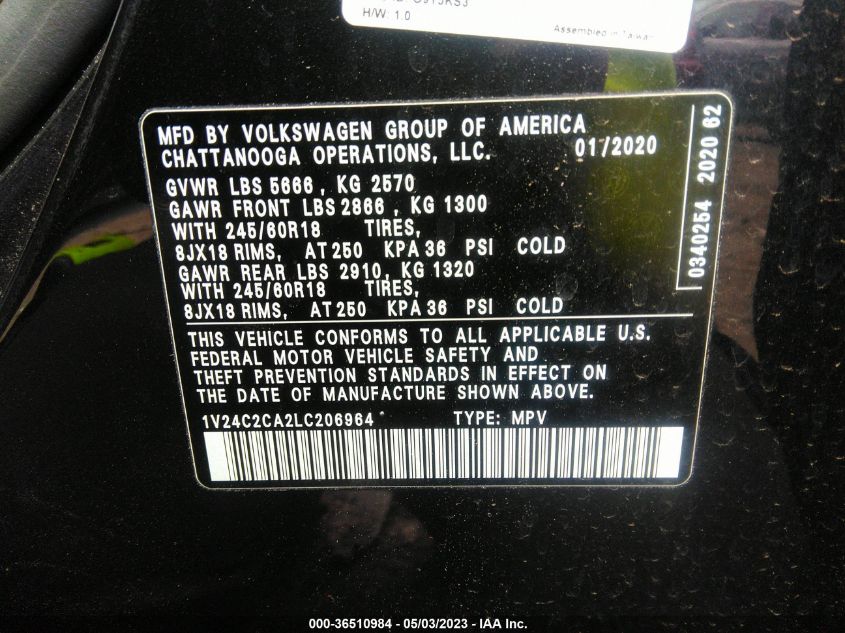 H/W: 1.0
Assembled in Taiwan
MFD BY VOLKSWAGEN GROUP OF AMERICA
CHATTANOOGA OPERATIONS, LLC. 01/2020
GVWR LBS 5666 , KG 2570
GAWR FRONT LBS 2866 , KG 1300
WITH 245/60R18 TIRES,
8JX18 RIMS, AT 250 KPA 36 PSI COLD
GAWR REAR LBS 2910, KG 1320
WITH 245/60R18 TIRES,
8JX18 RIMS, AT 250 KPA 36 PSI COLD
0340254 2020 62
THIS VEHICLE CONFORMS TO ALL APPLICABLE U.S.
FEDERAL MOTOR VEHICLE SAFETY AND
THEFT PREVENTION STANDARDS IN EFFECT ON
THE DATE OF MANUFACTURE SHOWN ABOVE.
1V24C2CA2LC206964 * TYPE: MPV
000-36510984 - 05/03/2023 - IAA Inc.